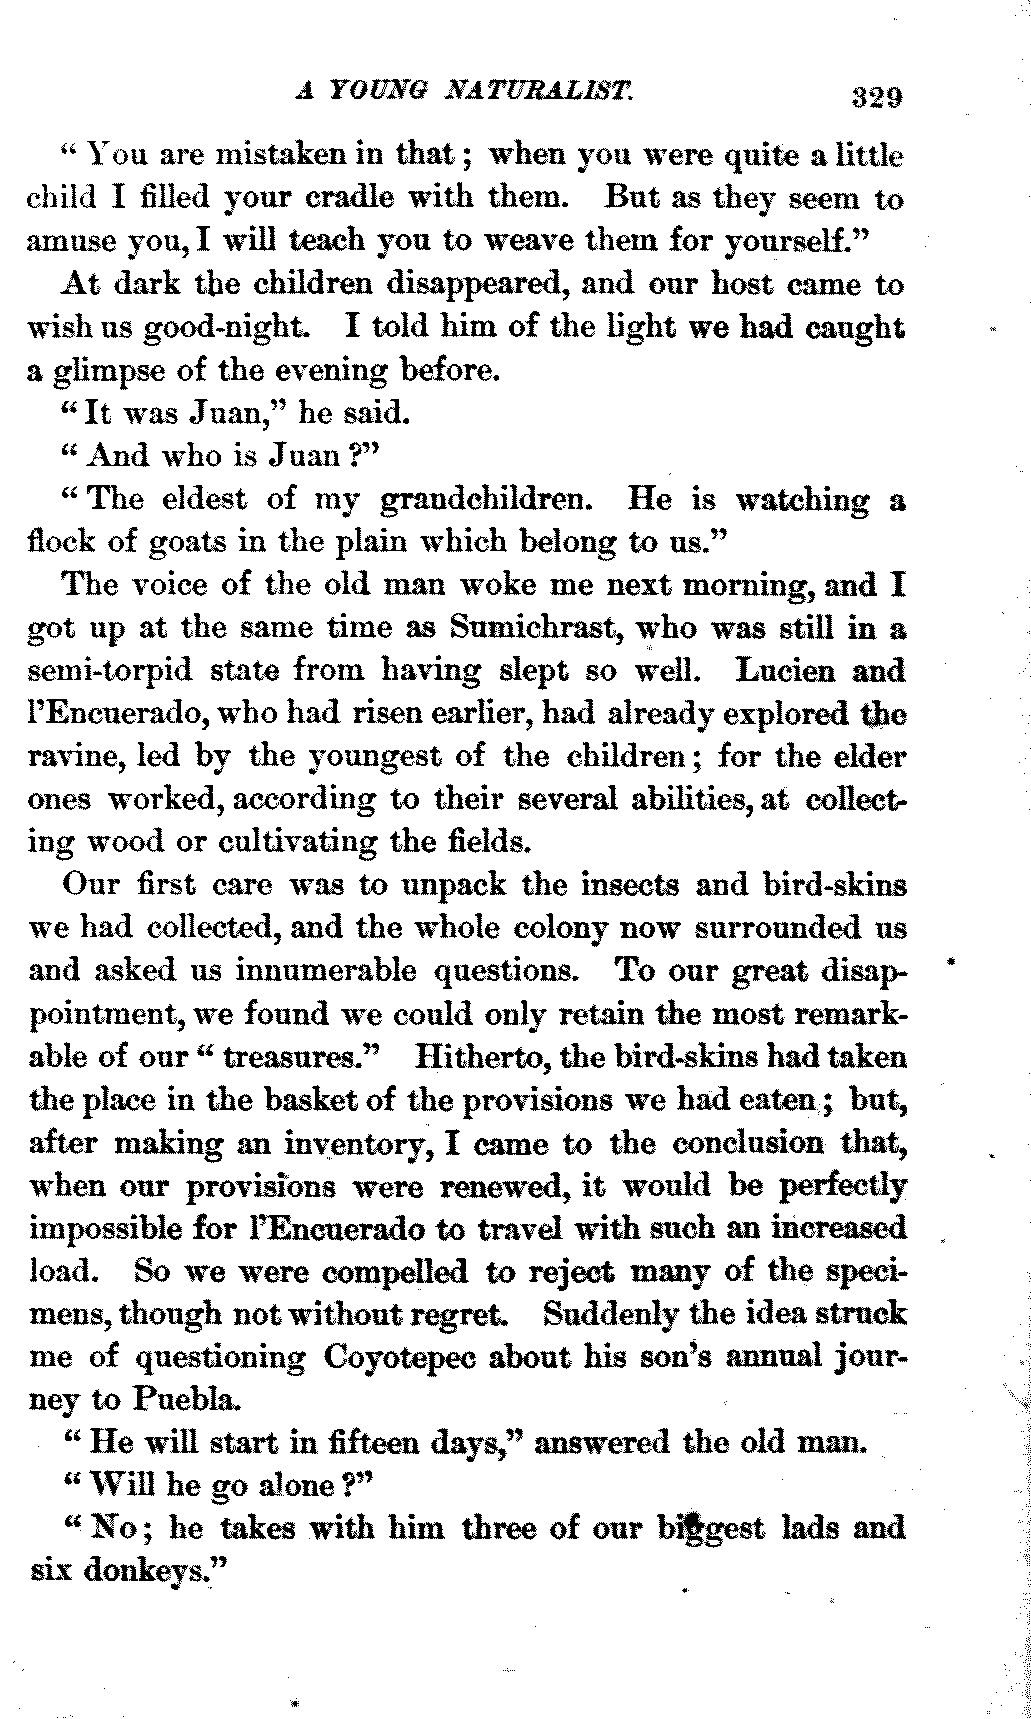 A YOUNG NATURALIST. 329
“ You are mistaken in that ; when you were quite a little
child I filled your cradle with them. But as they seem to
amuse you, I will teach you to weave them for yourself.”
At dark the children disappeared, and our host came to
wish us good-night. I told him of the light we had caught
a glimpse of the evening before.
“ It was Juan,” he said.
“ And who is Juan ?”
“ The eldest of my grandchildren. He is watching a
flock of goats in the plain which belong to us.”
The voice of the old man woke me next morning, and I
got up at the same time as Sumichrast, who was still in a
semi-torpid state from having slept so well. Lucien and
l’Encuerado, who had risen earlier, had already explored the
ravine, led by the youngest of the children ; for the elder
ones worked, according to their several abilities, at collect-
ing wood or cultivating the fields.
Our first care was to unpack the insects and bird-skins
we had collected, and the whole colony now surrounded us
and asked us innumerable questions. To our great disap-
pointment, we found we could only retain the most remark-
able of our “ treasures.” Hitherto, the bird-skins had taken
the place in the basket of the provisions we had eaten ; but,
after making an inventory, I came to the conclusion that,
when our provisions were renewed, it would be perfectly
impossible for l’Encuerado to travel with such an increased
load. So we were compelled to reject many of the speci-
mens, though not without regret. Suddenly the idea struck
me of questioning Coyotepec about his son’s annual jour-
ney to Puebla.
“ He will start in fifteen days,” answered the old man.
“ Will he go alone ?”
“ No ; he takes with him three of our biggest lads and
six donkeys.”